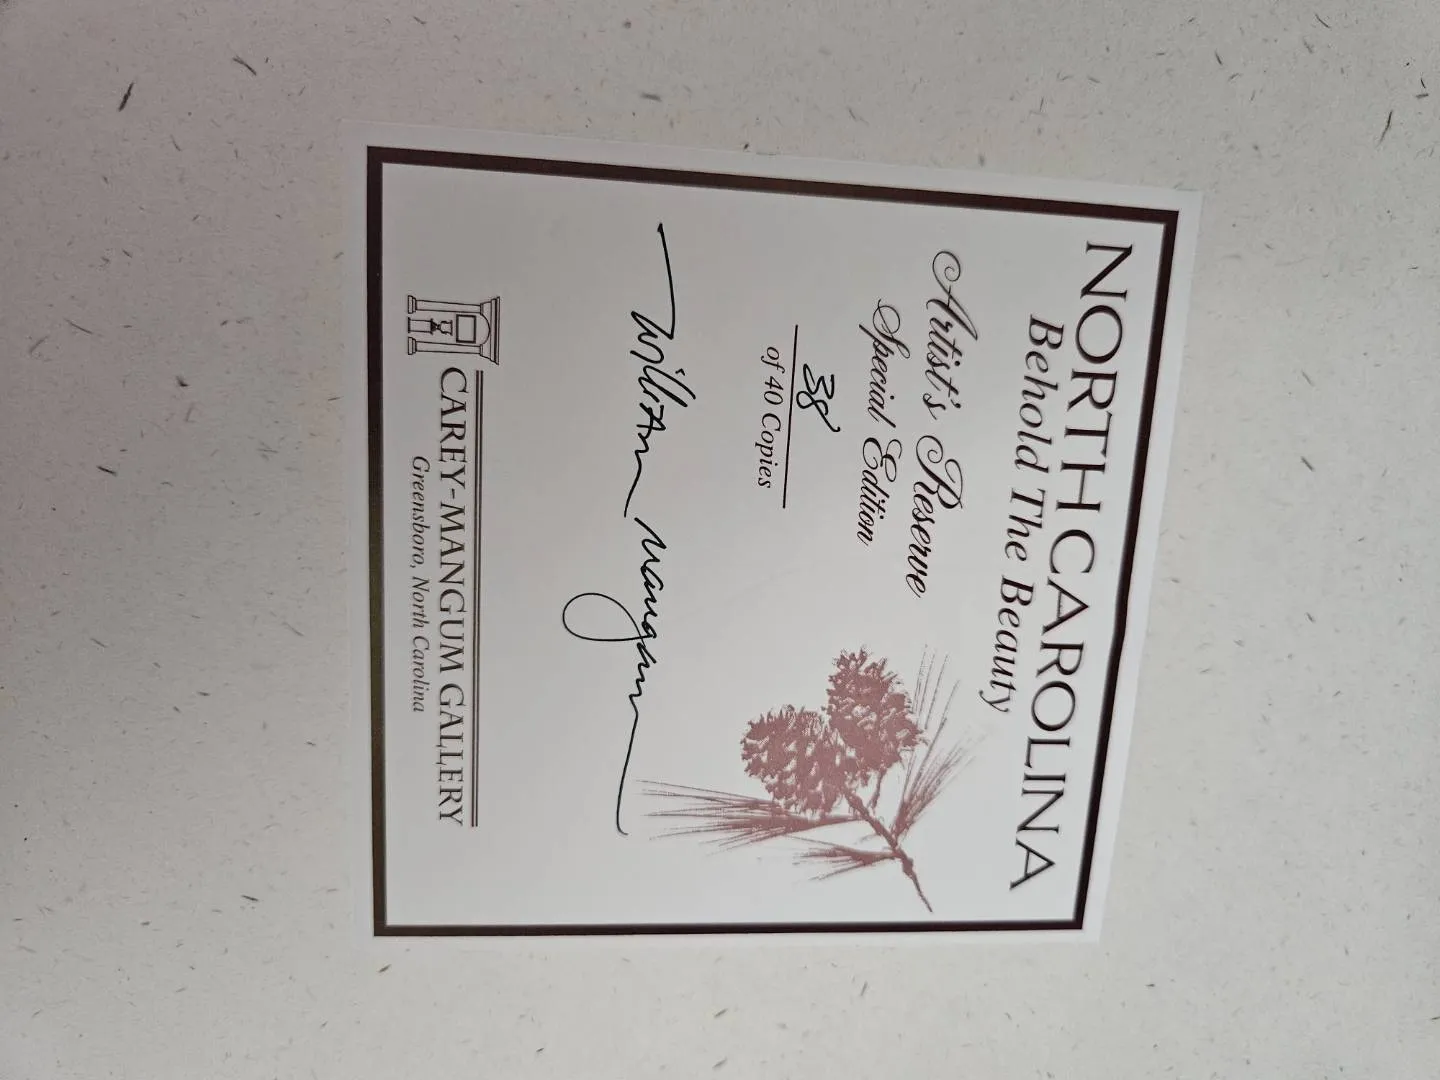 NORTH CAROLINA
Behold The Beauty
Artist's Reserve
Special Edition
38
of 40 Copies
William Mangum
CAREY-MANGUM GALLERY
Greensboro, North Carolina